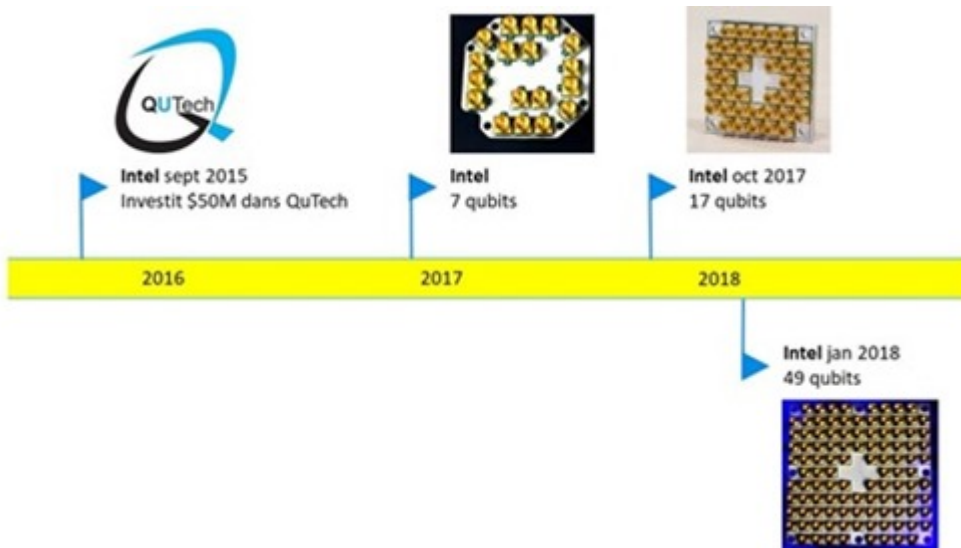 QUTech
Intel sept 2015
Investit $50M dans QuTech
Intel
7 qubits
Intel oct 2017
17 qubits
2016
2017
2018
Intel jan 2018
49 qubits